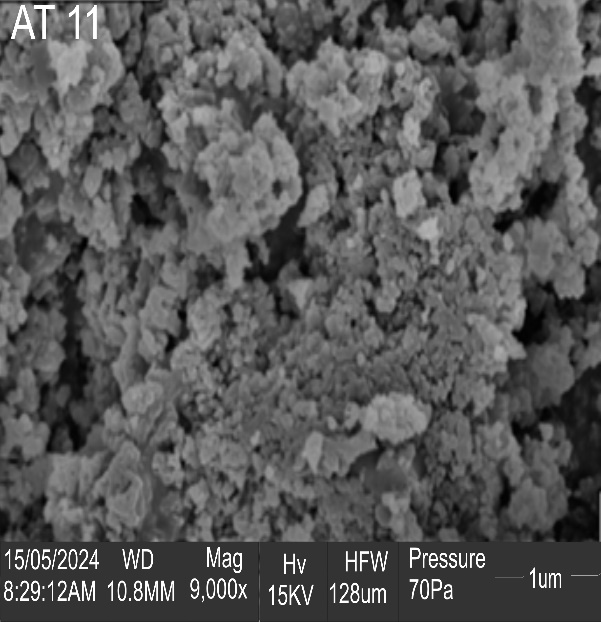 AT 11
15/05/2024 WD Mag Hv HFW Pressure 1um
8:29:12AM 10.8MM 9,000x 15KV 128um 70Pa